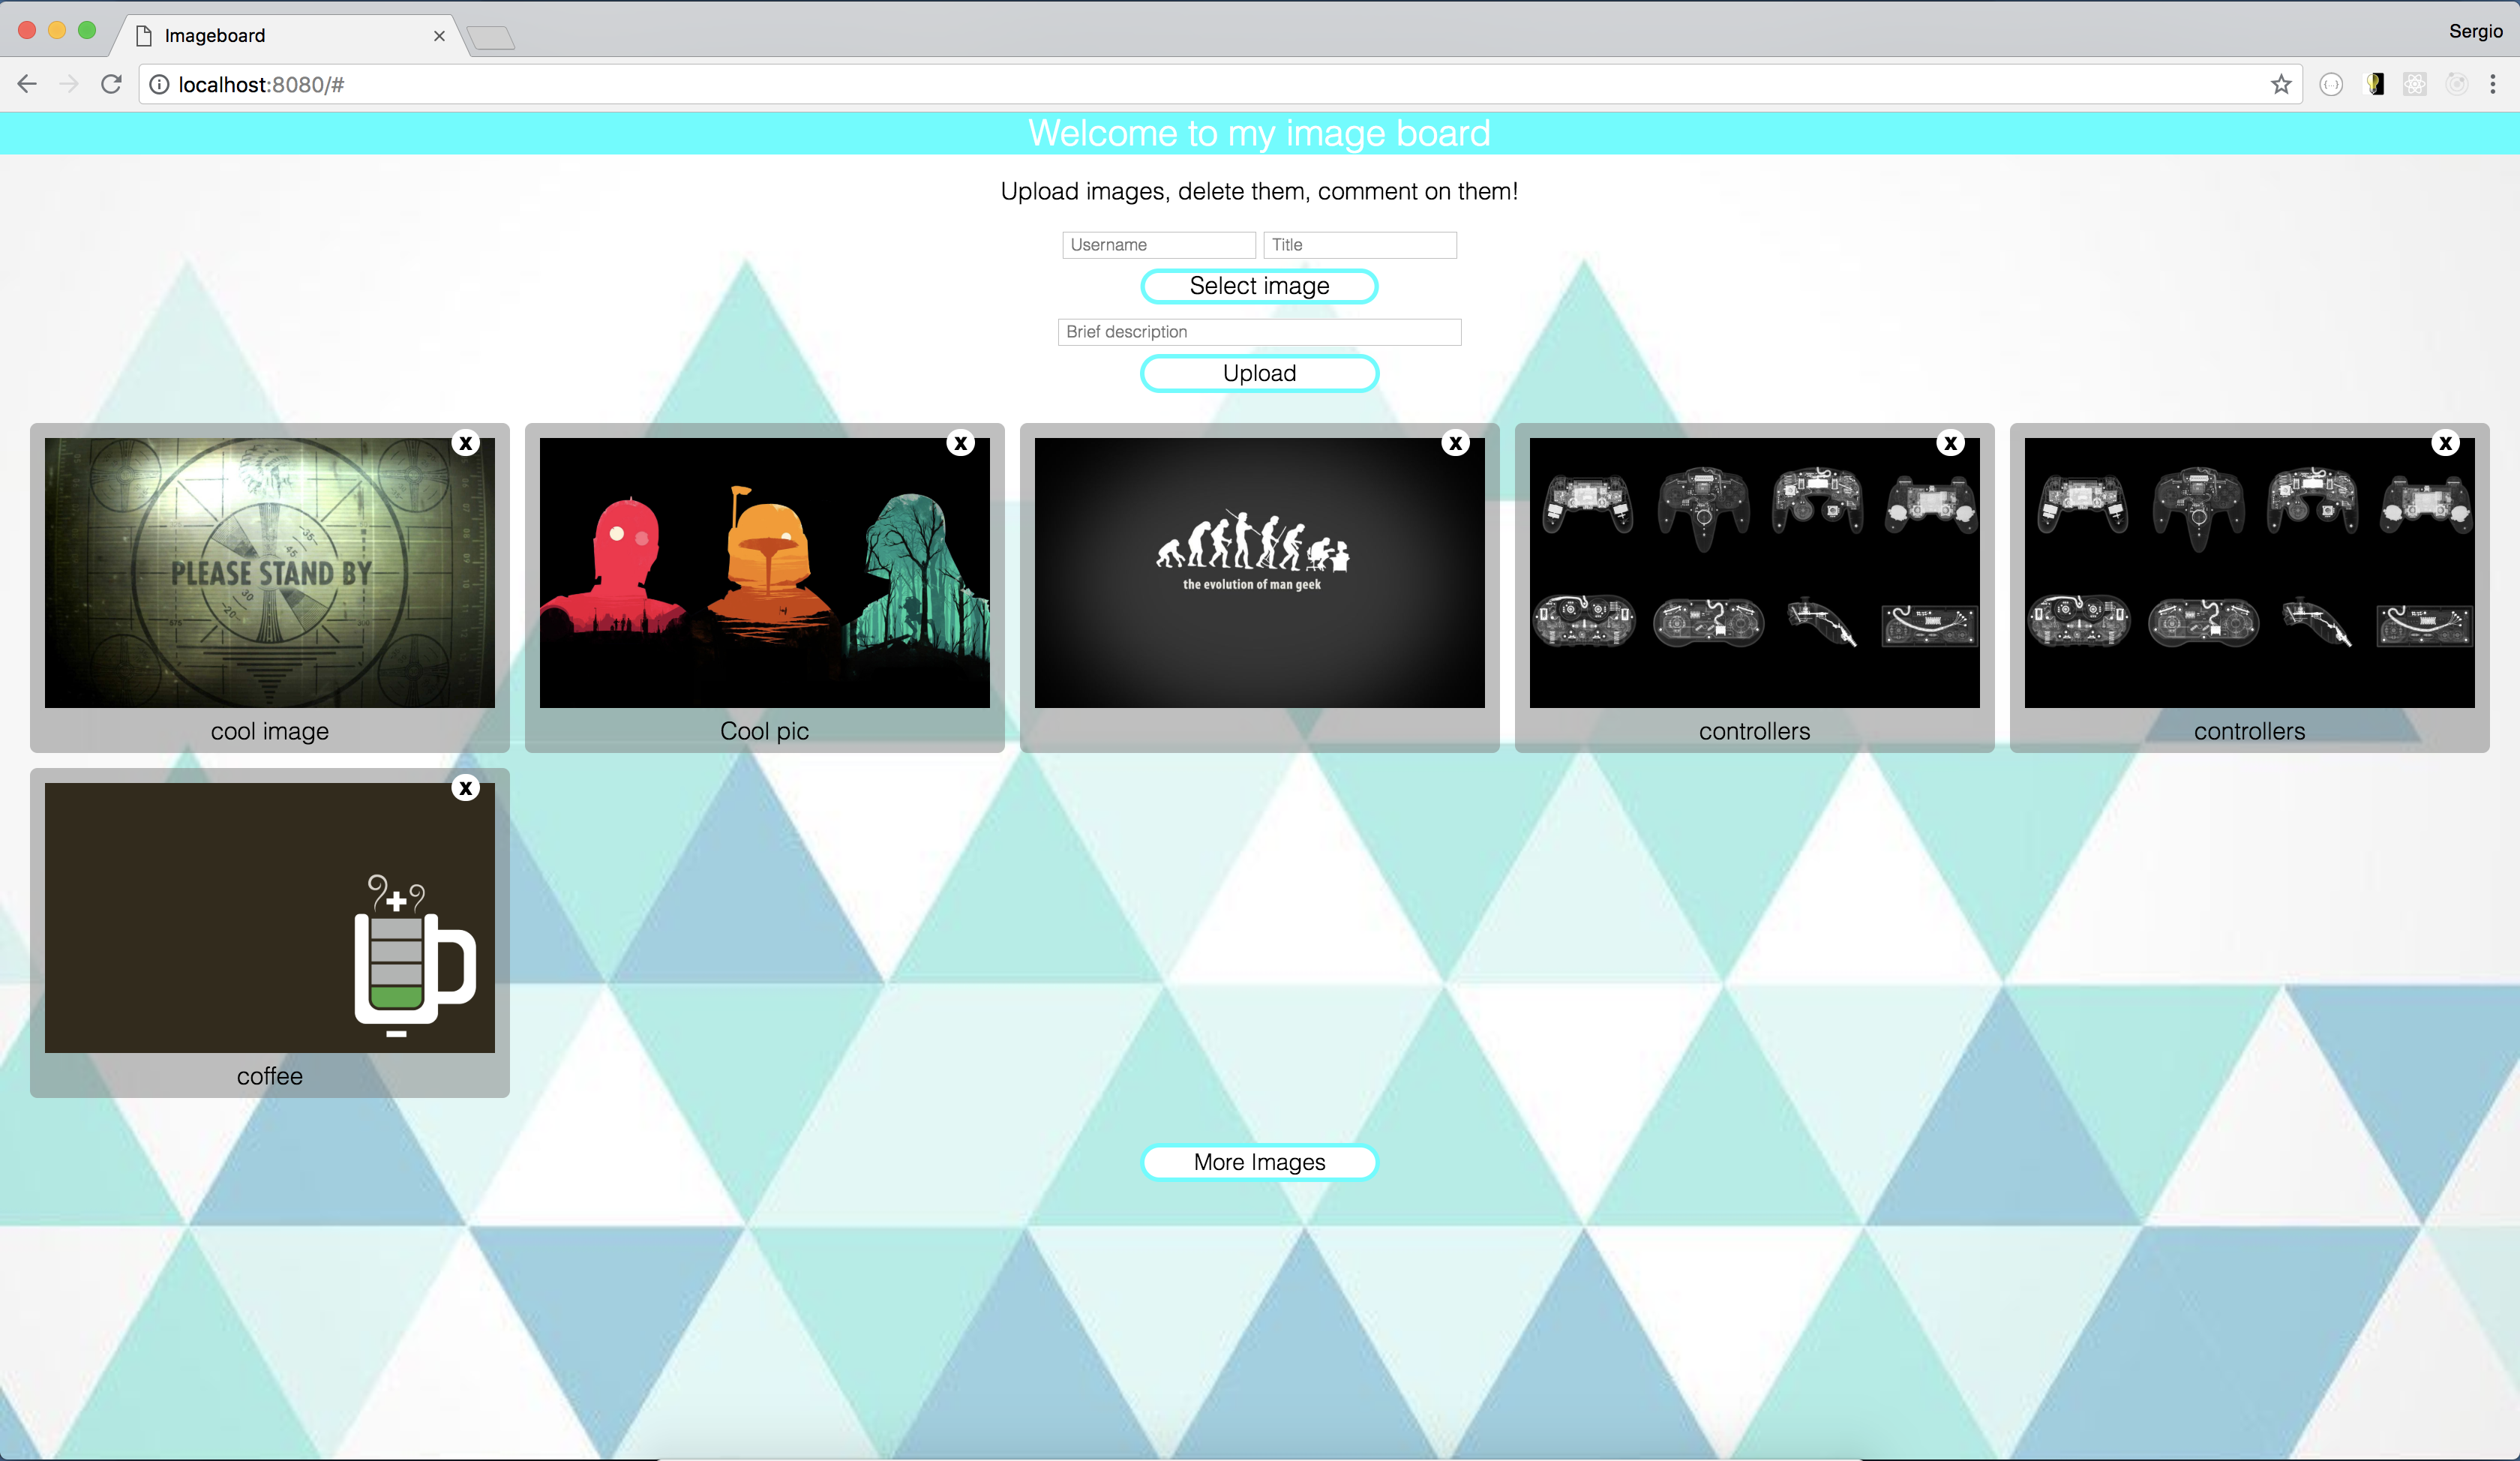 Imageboard
Sergio
localhost:8080/#
Welcome to my image board
Upload images, delete them, comment on them!
Username
Title
Select image
Brief description
Upload
x
x
x
x
x
PLEASE STAND BY
the evolution of man geek
cool image
Cool pic
controllers
controllers
x
coffee
More Images